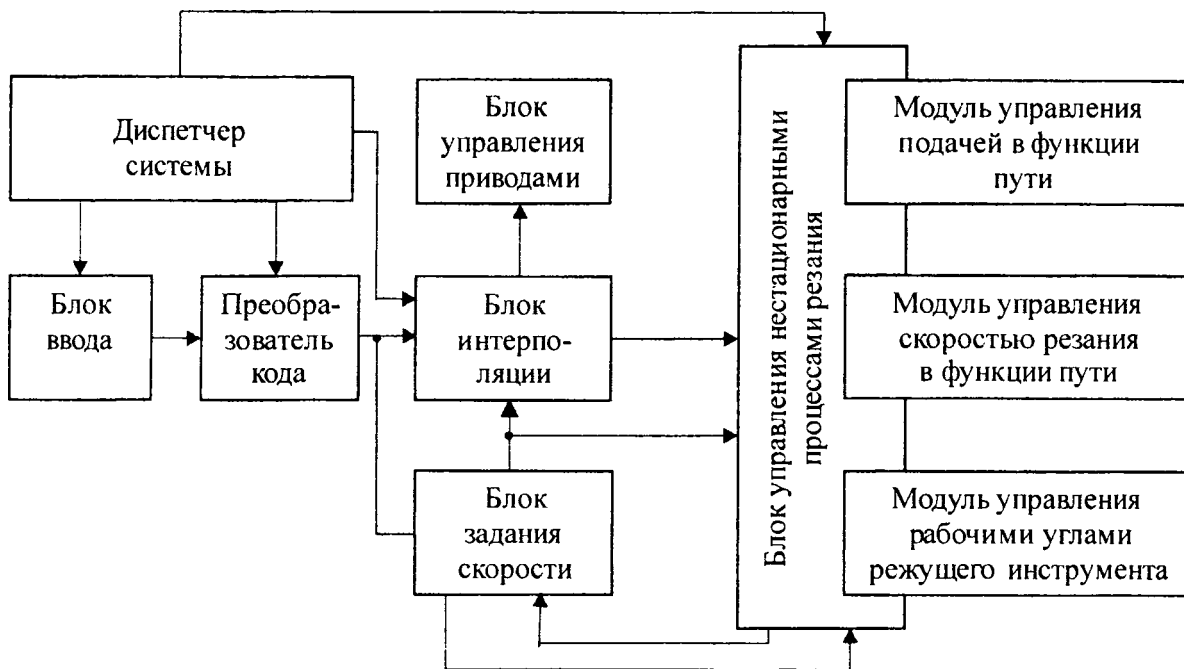 Диспетчер
системы
Блок
управления
приводами
Блок
ввода
Преобра-
зователь
кода
Блок
интерпо-
ляции
Блок
задания
скорости
Блок управления нестационарными
процессами резания
Модуль управления
подачей в функции
пути
Модуль управления
скоростью резания
в функции пути
Модуль управления
рабочими углами
режущего инструмента